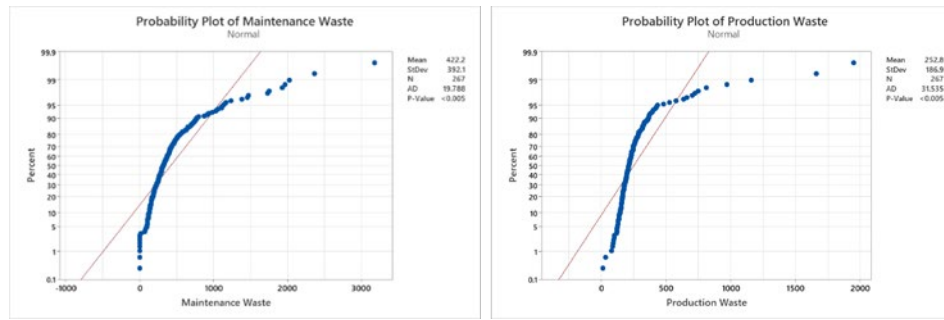 Probability Plot of Maintenance Waste
Normal
99.9
99
95
90
80
70
60
50
40
30
20
10
5
1
0.1
Percent
-1000
0
1000
2000
3000
Maintenance Waste
Mean 422.2
StDev 392.1
N 267
AD 19.788
P-Value <0.005
Probability Plot of Production Waste
Normal
99.9
99
95
90
80
70
60
50
40
30
20
10
5
1
0.1
Percent
0
500
1000
1500
2000
Production Waste
Mean 252.8
StDev 186.9
N 267
AD 31.535
P-Value <0.005